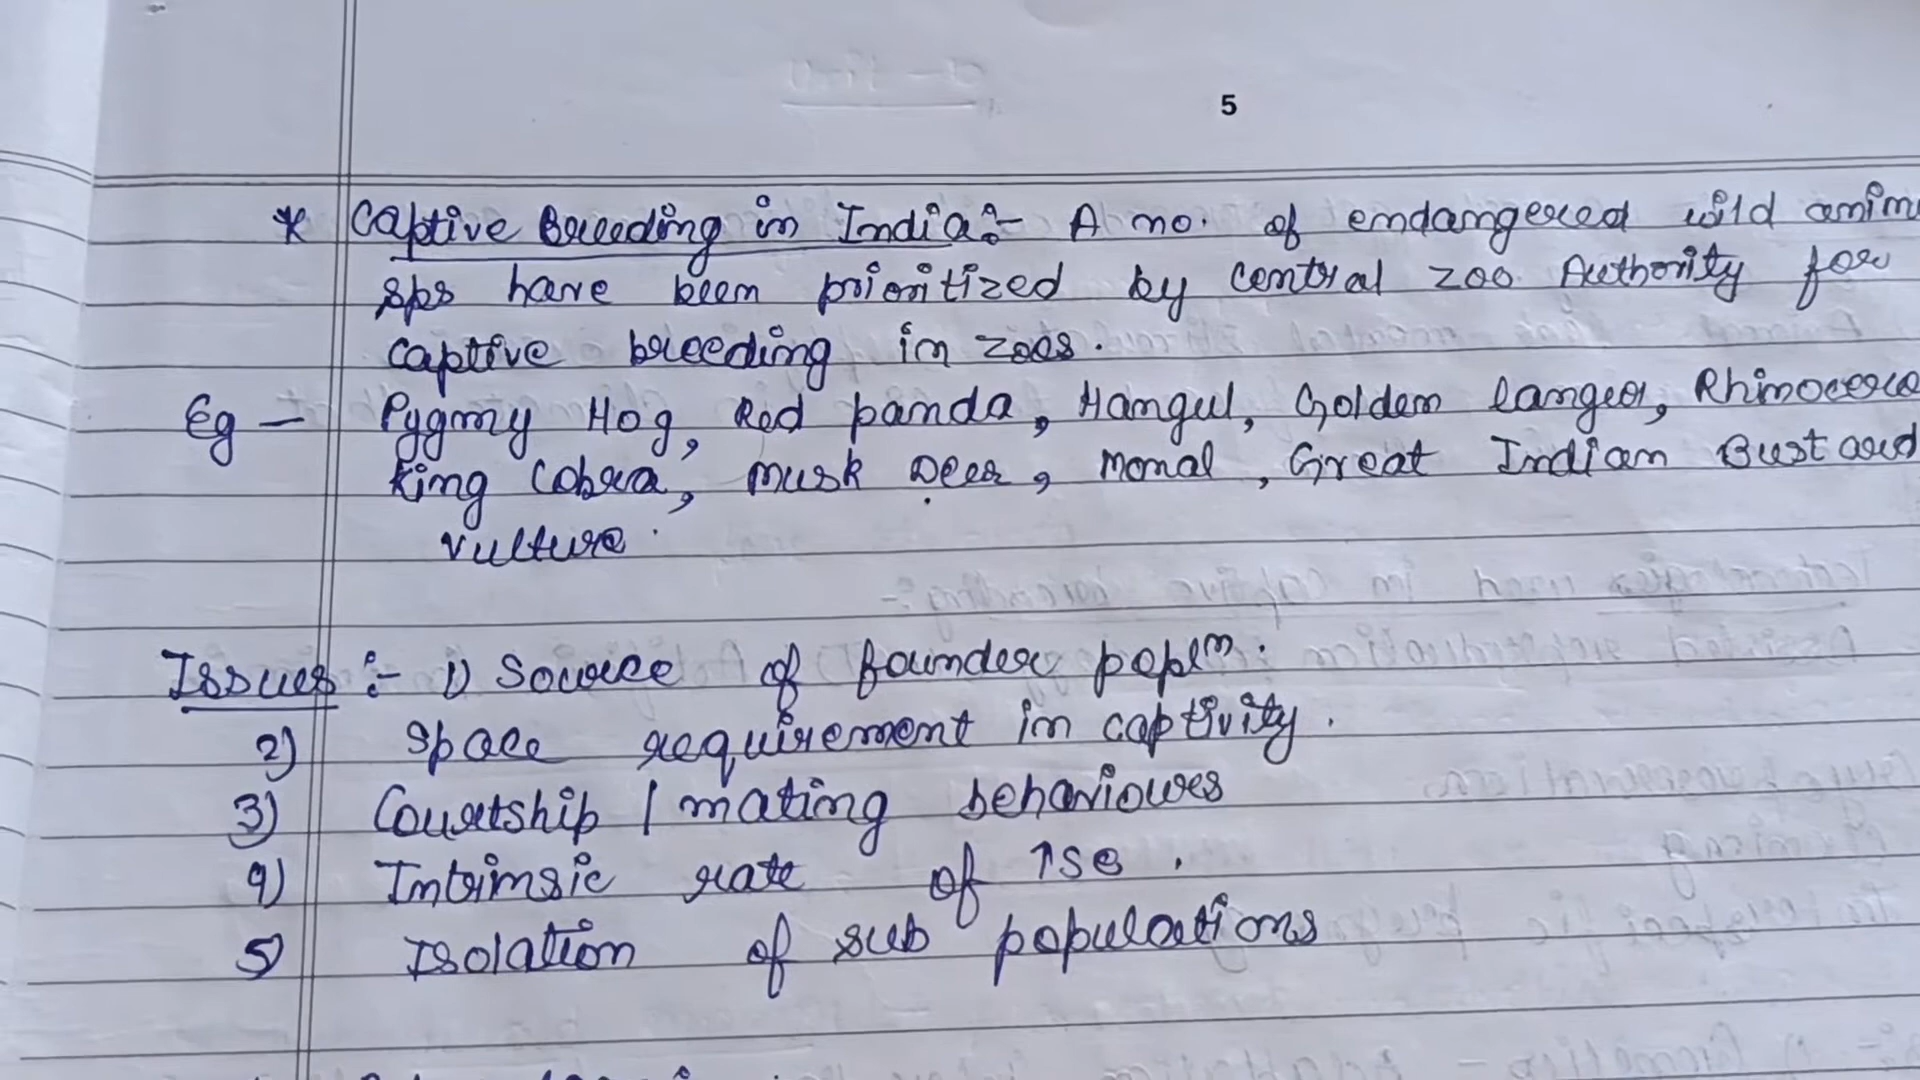 5
* Captive Breeding in India:- A no. of endangered wild anim
sps have been prioritized by Central Zoo Authority for
captive breeding in zoos.
Eg - Pygmy Hog, Red panda, Hangul, Golden langeor, Rhinocero
King Cobra, Musk Deer, Monal, Great Indian Bustard
Vulture.
Issues :- 1) Source of founder popln.
2) space requirement in captivity.
3) Courtship / mating behaviours
4) Intrinsic rate of ↑se.
5) Isolation of sub populations